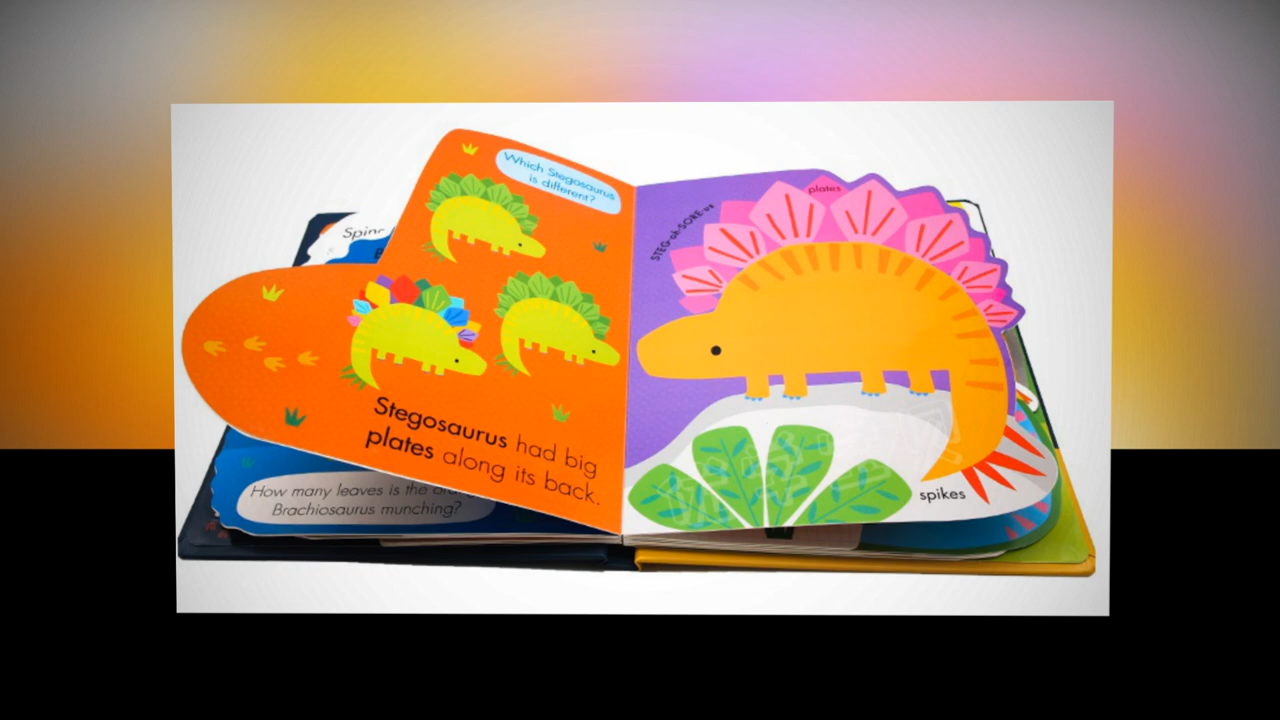 Which Stegosaurus
is different?
Stegosaurus had big
plates along its back.
How many leaves is the
Brachiosaurus munching?
STEG-oh-SORE-us
plates
spikes